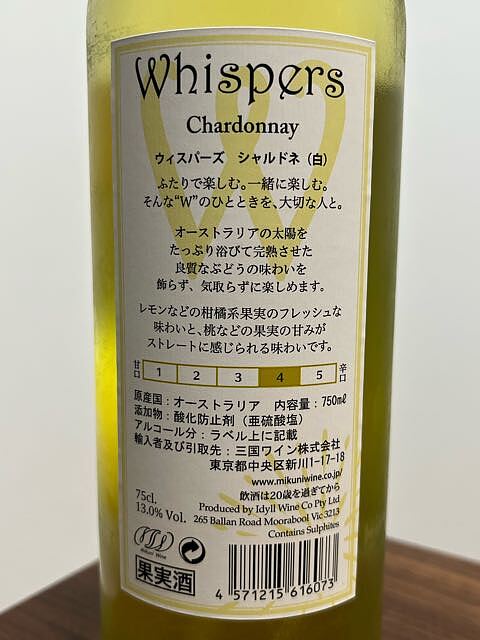 Whispers
Chardonnay
ウィスパーズ　シャルドネ（白）
ふたりで楽しむ。一緒に楽しむ。
そんな“W”のひとときを、大切な人と。
オーストラリアの太陽を
たっぷり浴びて完熟させた
良質なぶどうの味わいを
飾らず、気取らずに楽しめます。
レモンなどの柑橘系果実のフレッシュな
味わいと、桃などの果実の甘みが
ストレートに感じられる味わいです。
甘口 1 2 3 4 5 辛口
原産国：オーストラリア　内容量：750mℓ
添加物：酸化防止剤（亜硫酸塩）
アルコール分：ラベル上に記載
輸入者及び引取先：三国ワイン株式会社
東京都中央区新川1-17-18
www.mikuniwine.co.jp/
飲酒は20歳を過ぎてから
75cl.
13.0% Vol.
Produced by Idyll Wine Co Pty Ltd
265 Ballan Road Moorabool Vic 3213
Contains Sulphites
Mikuni Wine
果実酒
4 571215 616073